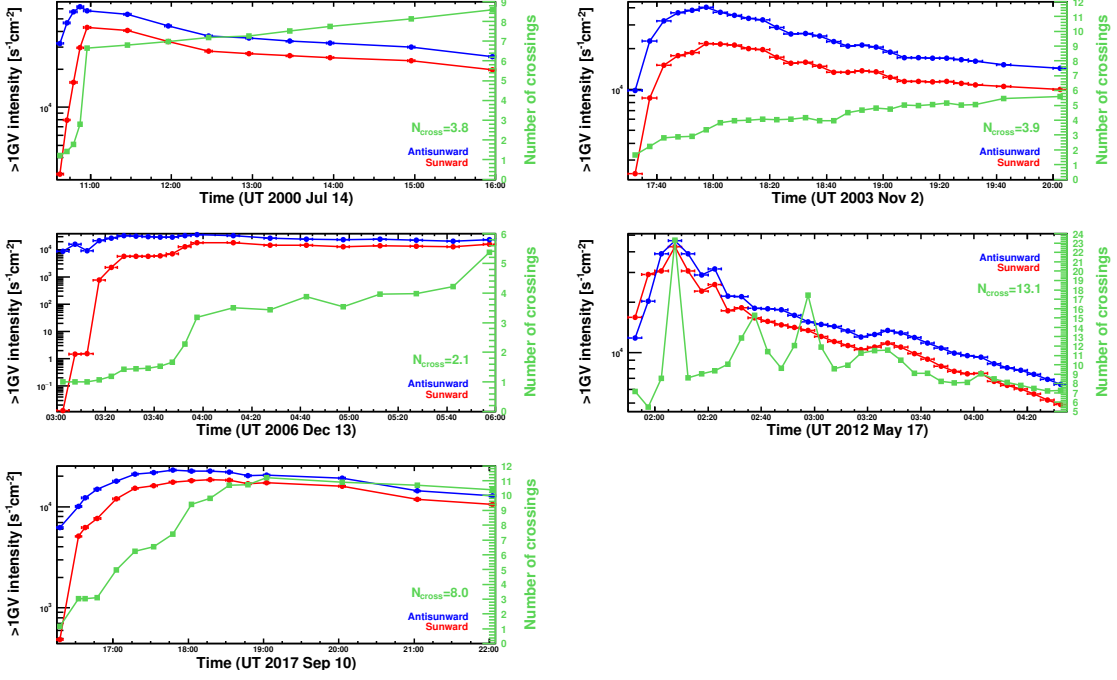 >1GV intensity [s⁻¹cm⁻²]
10⁴
N_cross=3.8
Antisunward
Sunward
9
8
7
6
5
4
3
2
1
0
Number of crossings
11:00 12:00 13:00 14:00 15:00 16:00
Time (UT 2000 Jul 14)
>1GV intensity [s⁻¹cm⁻²]
10⁴
N_cross=3.9
Antisunward
Sunward
12
11
10
9
8
7
6
5
4
3
2
1
0
Number of crossings
17:40 18:00 18:20 18:40 19:00 19:20 19:40 20:00
Time (UT 2003 Nov 2)
>1GV intensity [s⁻¹cm⁻²]
10⁴
10³
10²
10
1
10⁻¹
N_cross=2.1
Antisunward
Sunward
6
5
4
3
2
1
0
Number of crossings
03:00 03:20 03:40 04:00 04:20 04:40 05:00 05:20 05:40 06:00
Time (UT 2006 Dec 13)
>1GV intensity [s⁻¹cm⁻²]
10⁴
Antisunward
Sunward
N_cross=13.1
24
23
22
21
20
19
18
17
16
15
14
13
12
11
10
9
8
7
6
5
Number of crossings
02:00 02:20 02:40 03:00 03:20 03:40 04:00 04:20
Time (UT 2012 May 17)
>1GV intensity [s⁻¹cm⁻²]
10⁴
10³
N_cross=8.0
Antisunward
Sunward
12
11
10
9
8
7
6
5
4
3
2
1
0
Number of crossings
17:00 18:00 19:00 20:00 21:00 22:00
Time (UT 2017 Sep 10)